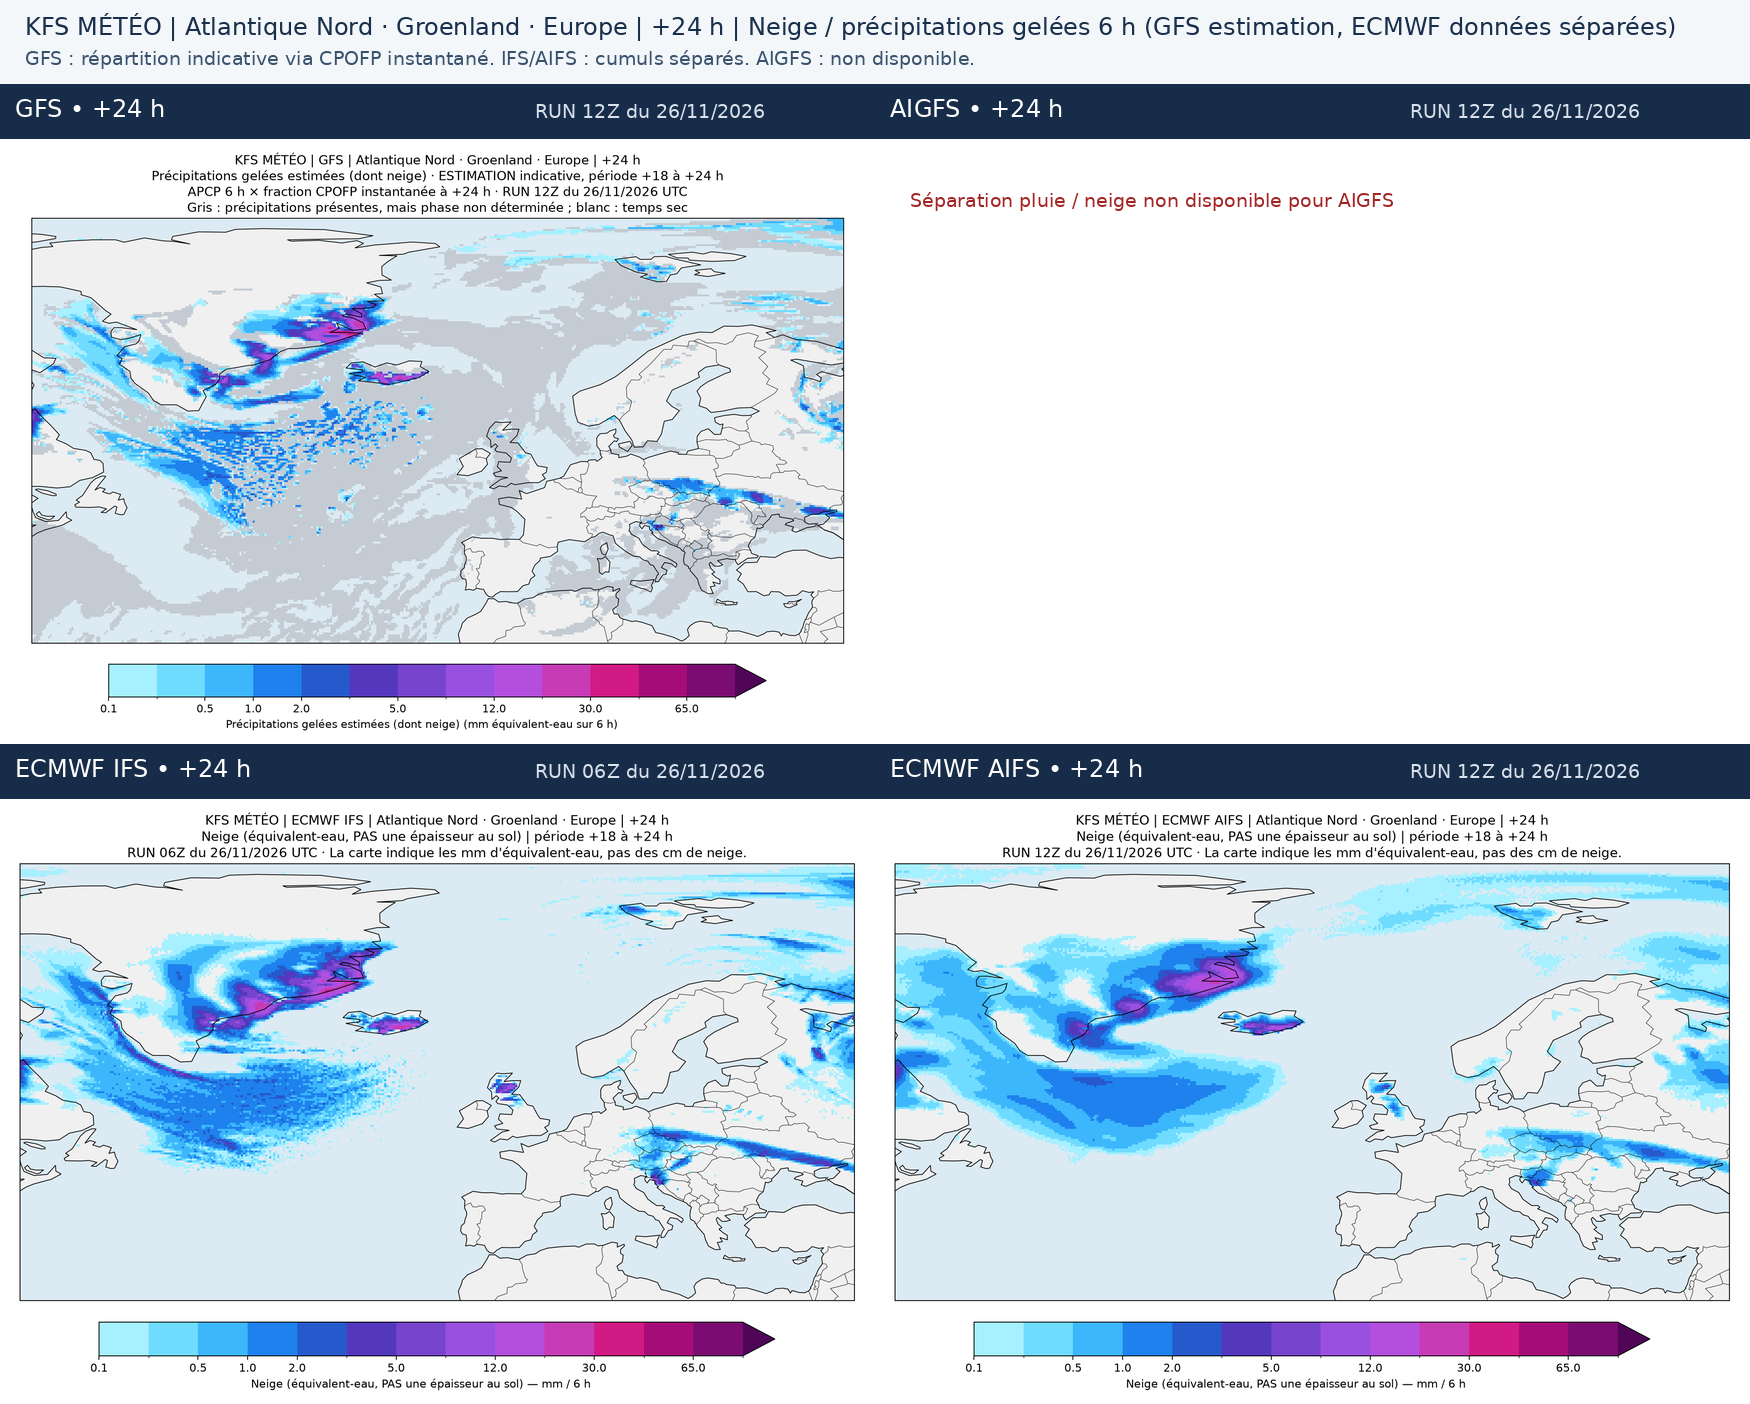 KFS MÉTÉO | Atlantique Nord · Groenland · Europe | +24 h | Neige / précipitations gelées 6 h (GFS estimation, ECMWF données séparées)
GFS : répartition indicative via CPOFP instantané. IFS/AIFS : cumuls séparés. AIGFS : non disponible.
GFS • +24 h
RUN 12Z du 26/11/2026
AIGFS • +24 h
RUN 12Z du 26/11/2026
KFS MÉTÉO | GFS | Atlantique Nord · Groenland · Europe | +24 h
Précipitations gelées estimées (dont neige) · ESTIMATION indicative, période +18 à +24 h
APCP 6 h × fraction CPOFP instantanée à +24 h · RUN 12Z du 26/11/2026 UTC
Gris : précipitations présentes, mais phase non déterminée ; blanc : temps sec
Séparation pluie / neige non disponible pour AIGFS
0.1 0.5 1.0 2.0 5.0 12.0 30.0 65.0
Précipitations gelées estimées (dont neige) (mm équivalent-eau sur 6 h)
ECMWF IFS • +24 h
RUN 06Z du 26/11/2026
ECMWF AIFS • +24 h
RUN 12Z du 26/11/2026
KFS MÉTÉO | ECMWF IFS | Atlantique Nord · Groenland · Europe | +24 h
Neige (équivalent-eau, PAS une épaisseur au sol) | période +18 à +24 h
RUN 06Z du 26/11/2026 UTC · La carte indique les mm d'équivalent-eau, pas des cm de neige.
KFS MÉTÉO | ECMWF AIFS | Atlantique Nord · Groenland · Europe | +24 h
Neige (équivalent-eau, PAS une épaisseur au sol) | période +18 à +24 h
RUN 12Z du 26/11/2026 UTC · La carte indique les mm d'équivalent-eau, pas des cm de neige.
0.1 0.5 1.0 2.0 5.0 12.0 30.0 65.0
Neige (équivalent-eau, PAS une épaisseur au sol) — mm / 6 h
0.1 0.5 1.0 2.0 5.0 12.0 30.0 65.0
Neige (équivalent-eau, PAS une épaisseur au sol) — mm / 6 h